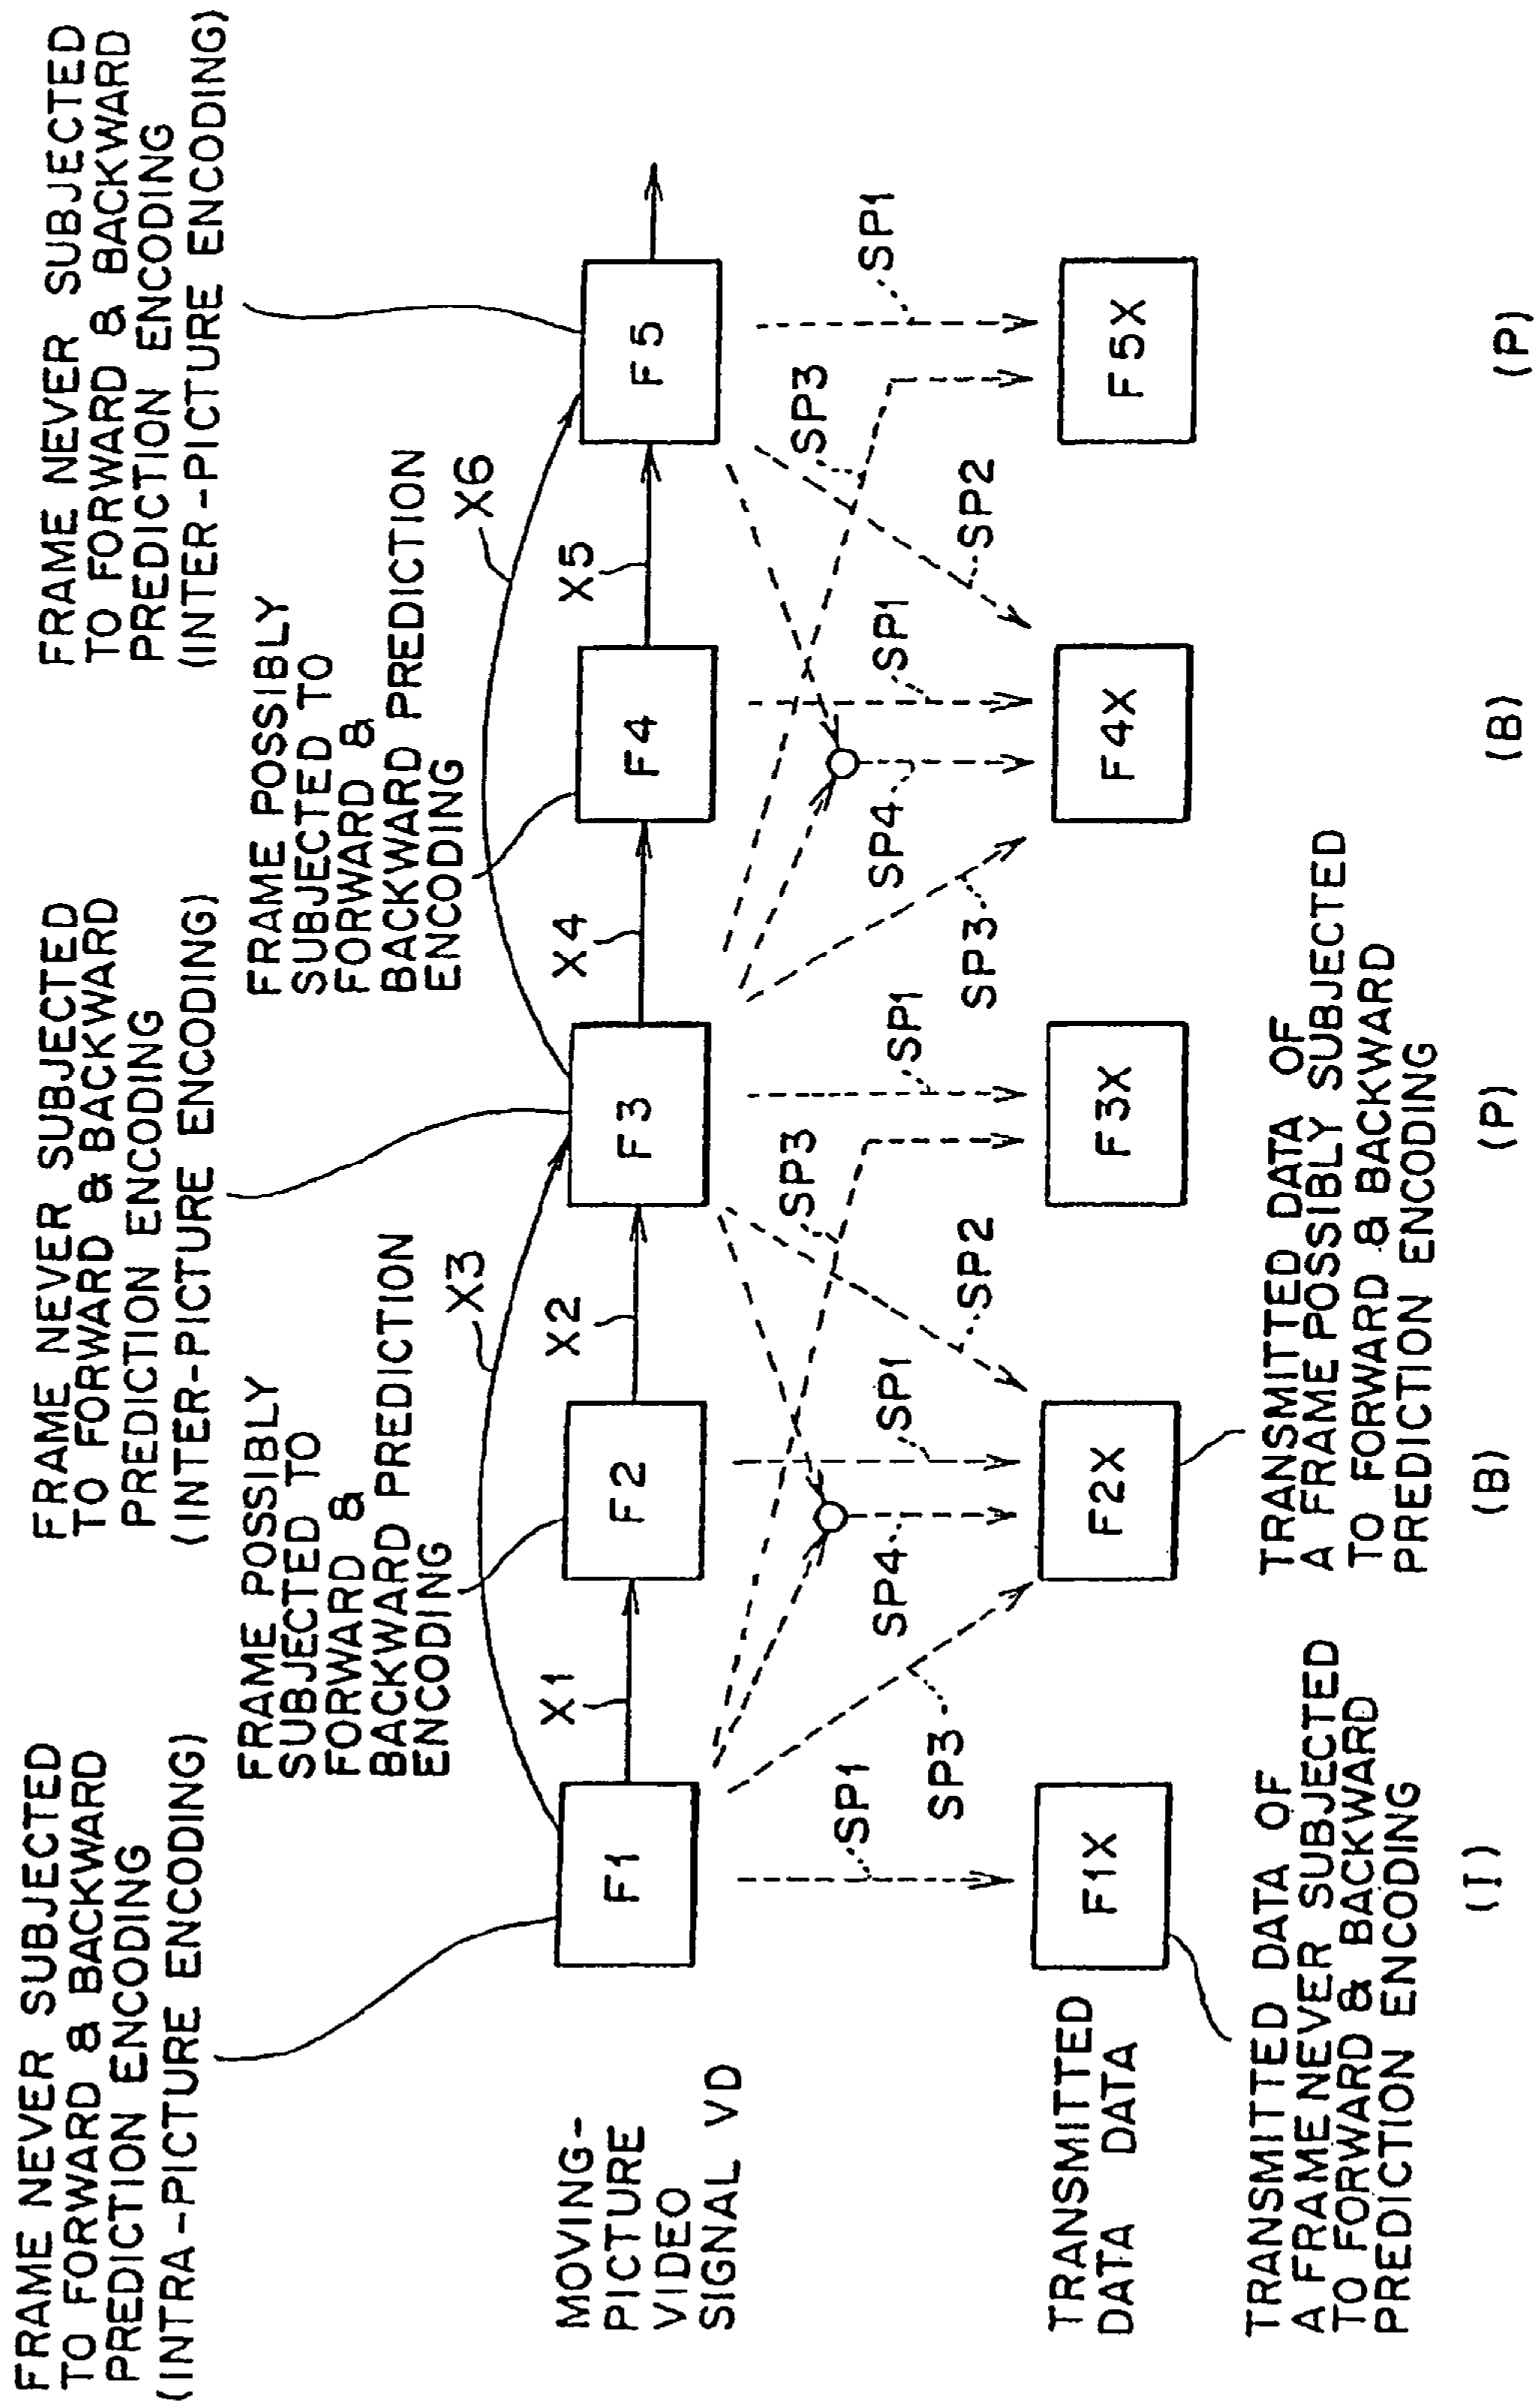 FRAME NEVER SUBJECTED
TO FORWARD & BACKWARD
PREDICTION ENCODING
(INTRA-PICTURE ENCODING)
FRAME NEVER SUBJECTED
TO FORWARD & BACKWARD
PREDICTION ENCODING
(INTER-PICTURE ENCODING)
FRAME NEVER SUBJECTED
TO FORWARD & BACKWARD
PREDICTION ENCODING
(INTER-PICTURE ENCODING)
FRAME POSSIBLY
SUBJECTED TO
FORWARD &
BACKWARD PREDICTION
ENCODING
FRAME POSSIBLY
SUBJECTED TO
FORWARD &
BACKWARD PREDICTION
ENCODING
X3
X6
MOVING-
PICTURE
VIDEO
SIGNAL VD
F1
X1
F2
X2
F3
X4
F4
X5
F5
SP1
SP3
SP4
SP1
SP3
SP2
SP1
SP3
SP4
SP1
SP3
SP2
SP1
TRANSMITTED
DATA DATA
F1X
F2X
F3X
F4X
F5X
TRANSMITTED DATA OF
A FRAME NEVER SUBJECTED
TO FORWARD & BACKWARD
PREDICTION ENCODING
TRANSMITTED DATA OF
A FRAME POSSIBLY SUBJECTED
TO FORWARD & BACKWARD
PREDICTION ENCODING
(I)
(B)
(P)
(B)
(P)